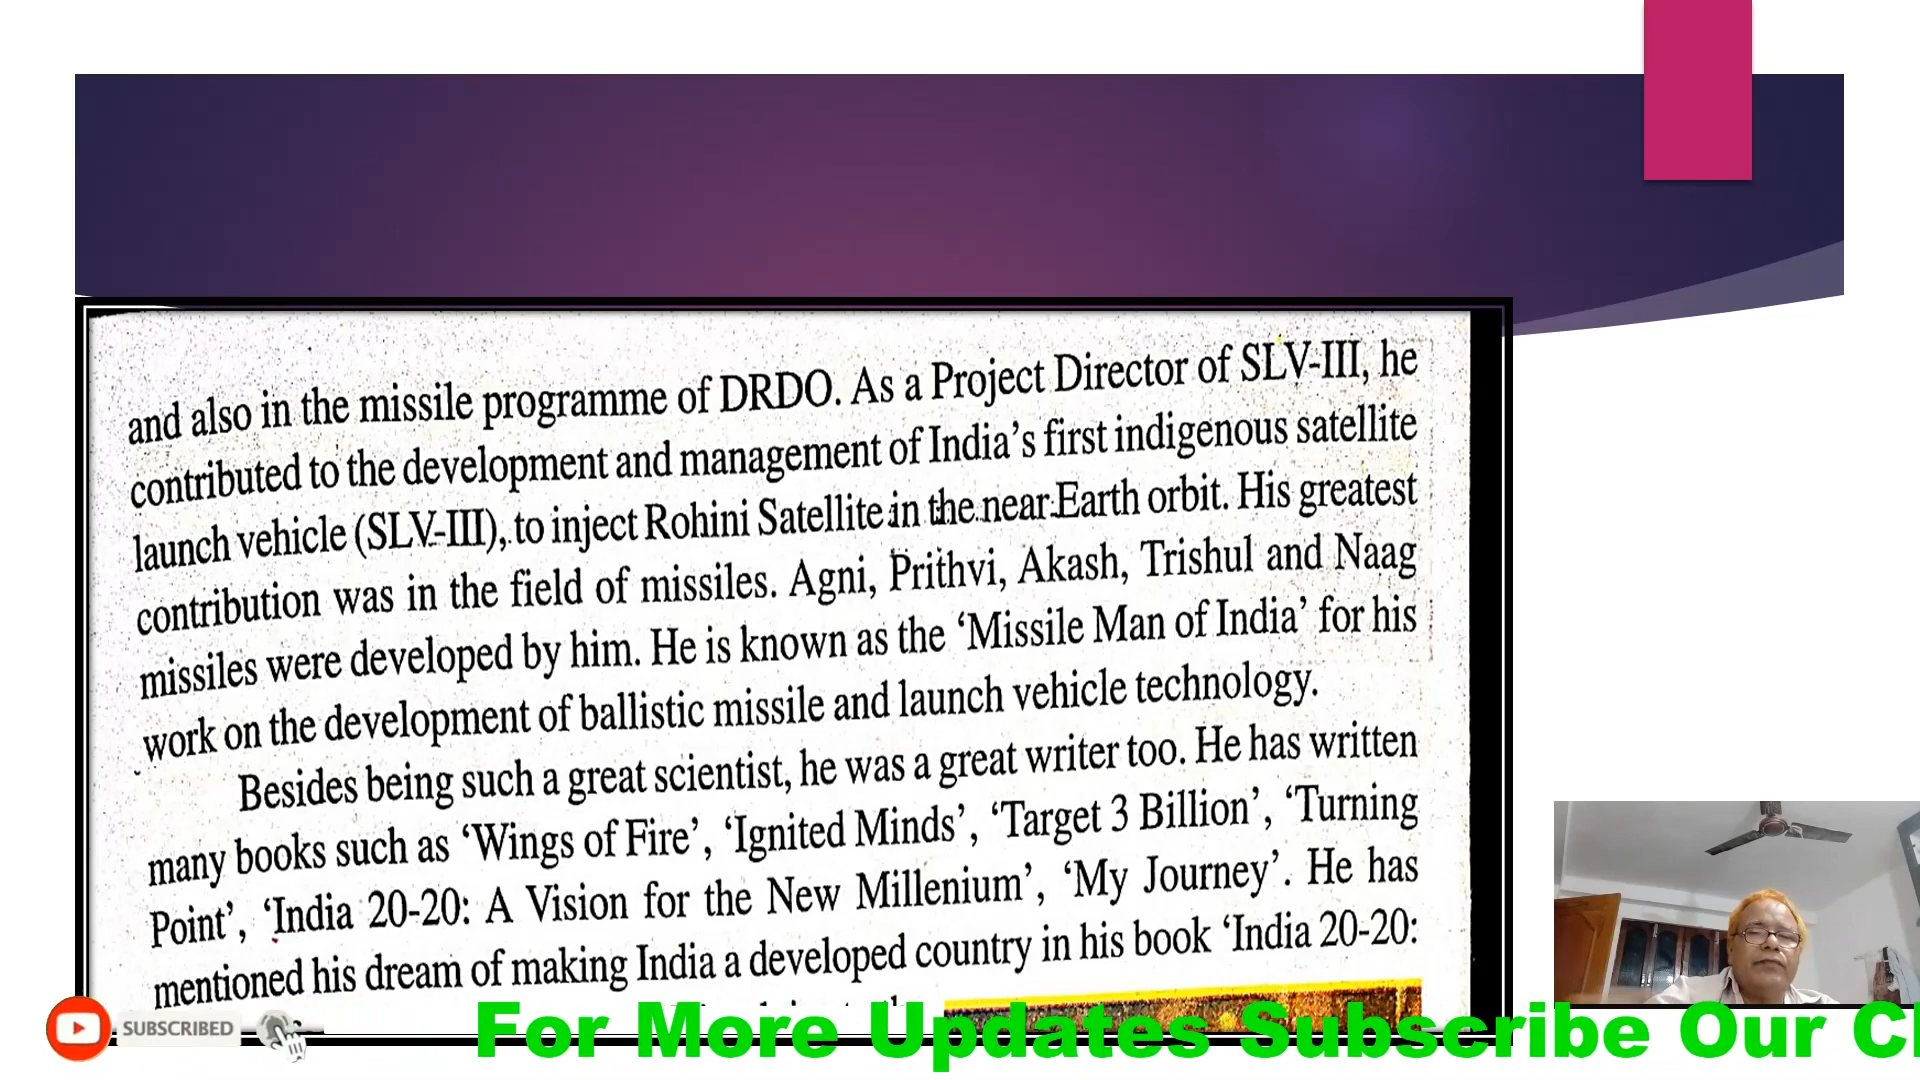 and also in the missile programme of DRDO. As a Project Director of SLV-III, he
contributed to the development and management of India's first indigenous satellite
launch vehicle (SLV-III), to inject Rohini Satellite in the near Earth orbit. His greatest
contribution was in the field of missiles. Agni, Prithvi, Akash, Trishul and Naag
missiles were developed by him. He is known as the ‘Missile Man of India’ for his
work on the development of ballistic missile and launch vehicle technology.
Besides being such a great scientist, he was a great writer too. He has written
many books such as ‘Wings of Fire’, ‘Ignited Minds’, ‘Target 3 Billion’, ‘Turning
Point’, ‘India 20-20: A Vision for the New Millenium’, ‘My Journey’. He has
mentioned his dream of making India a developed country in his book ‘India 20-20:
SUBSCRIBED
For More Updates Subscribe Our